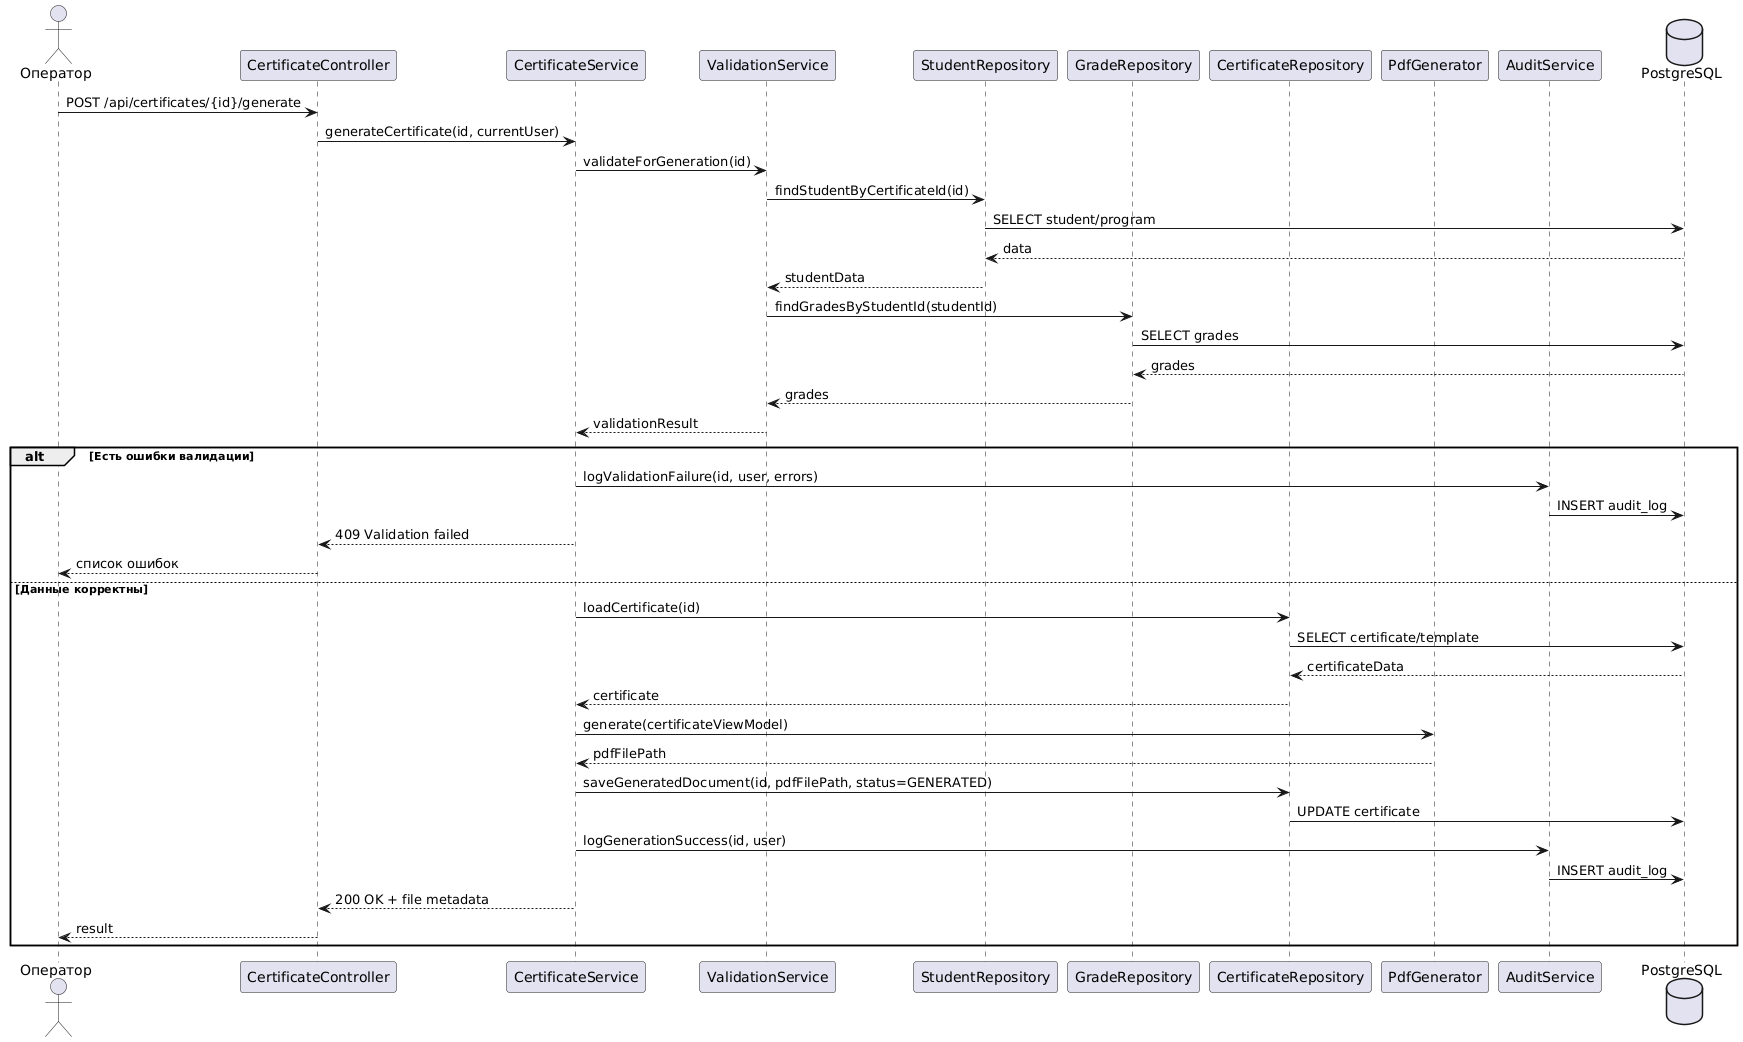 Оператор
CertificateController
CertificateService
ValidationService
StudentRepository
GradeRepository
CertificateRepository
PdfGenerator
AuditService
PostgreSQL
POST /api/certificates/{id}/generate
generateCertificate(id, currentUser)
validateForGeneration(id)
findStudentByCertificateId(id)
SELECT student/program
data
studentData
findGradesByStudentId(studentId)
SELECT grades
grades
grades
validationResult
alt
[Есть ошибки валидации]
logValidationFailure(id, user, errors)
INSERT audit_log
409 Validation failed
список ошибок
[Данные корректны]
loadCertificate(id)
SELECT certificate/template
certificateData
certificate
generate(certificateViewModel)
pdfFilePath
saveGeneratedDocument(id, pdfFilePath, status=GENERATED)
UPDATE certificate
logGenerationSuccess(id, user)
INSERT audit_log
200 OK + file metadata
result
Оператор
CertificateController
CertificateService
ValidationService
StudentRepository
GradeRepository
CertificateRepository
PdfGenerator
AuditService
PostgreSQL